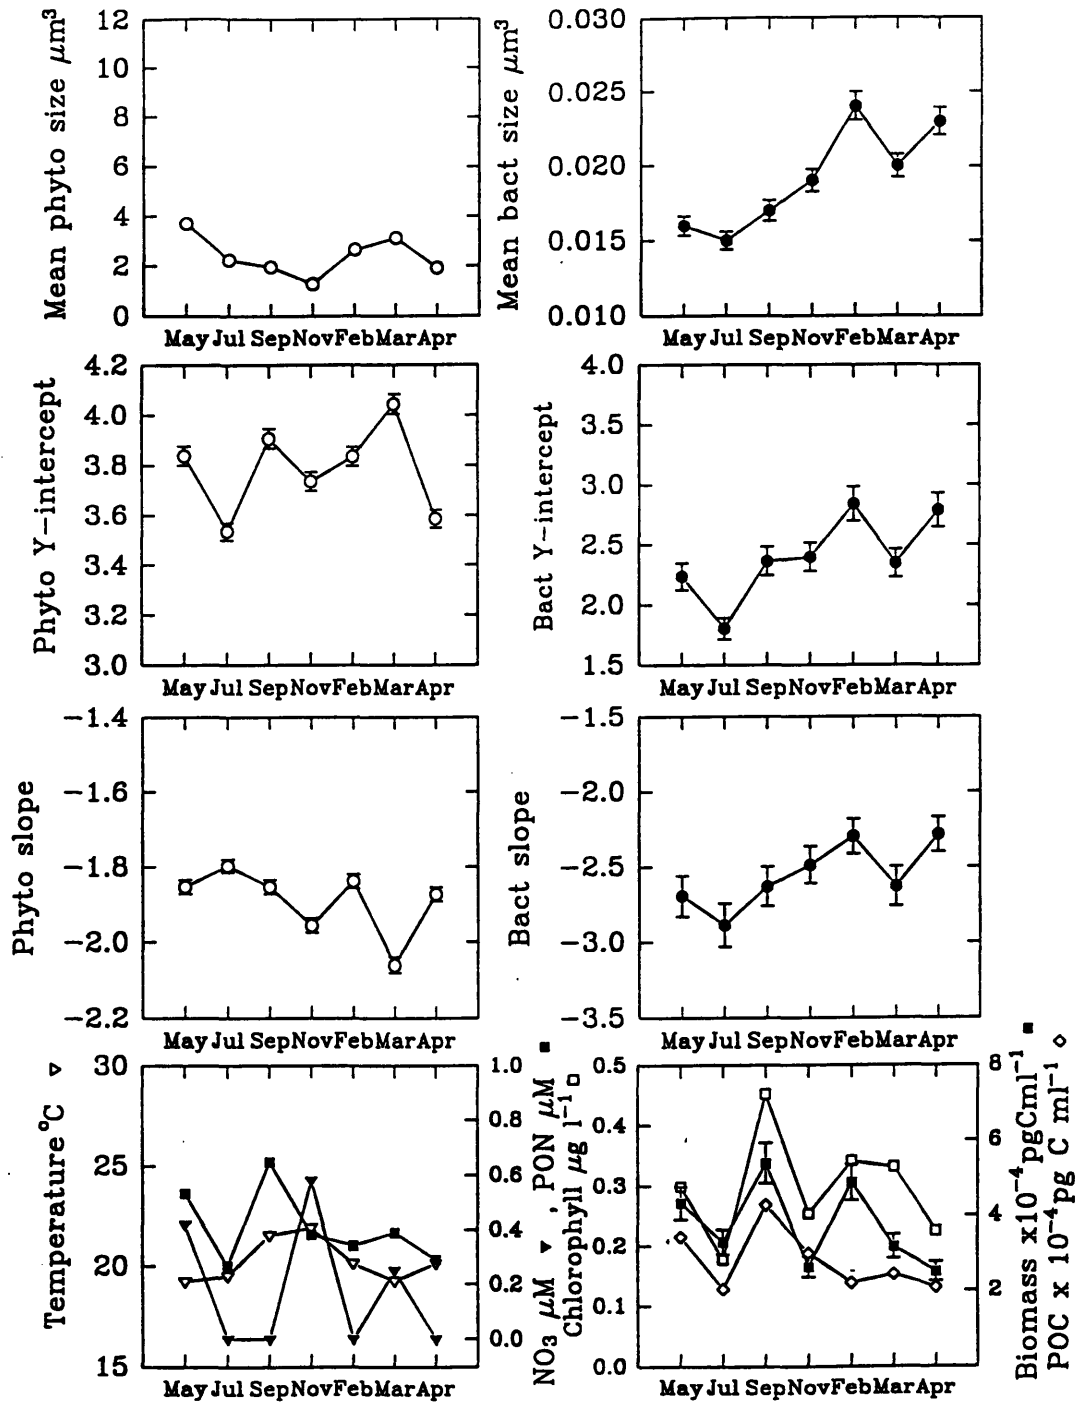 Mean phyto size μm³
12
10
8
6
4
2
0
May Jul Sep Nov Feb Mar Apr
Mean bact size μm³
0.030
0.025
0.020
0.015
0.010
May Jul Sep Nov Feb Mar Apr
Phyto Y-intercept
4.2
4.0
3.8
3.6
3.4
3.2
3.0
May Jul Sep Nov Feb Mar Apr
Bact Y-intercept
4.0
3.5
3.0
2.5
2.0
1.5
May Jul Sep Nov Feb Mar Apr
Phyto slope
-1.4
-1.6
-1.8
-2.0
-2.2
May Jul Sep Nov Feb Mar Apr
Bact slope
-1.5
-2.0
-2.5
-3.0
-3.5
May Jul Sep Nov Feb Mar Apr
Temperature °C ▽
30
25
20
15
1.0
0.8
0.6
0.4
0.2
0.0
NO₃ μM ▼ , PON μM ■
May Jul Sep Nov Feb Mar Apr
Chlorophyll μg l⁻¹ □
0.5
0.4
0.3
0.2
0.1
0.0
8
6
4
2
Biomass x10⁻⁴pgCml⁻¹ ■
POC x 10⁻⁴pg C ml⁻¹ ◇
May Jul Sep Nov Feb Mar Apr